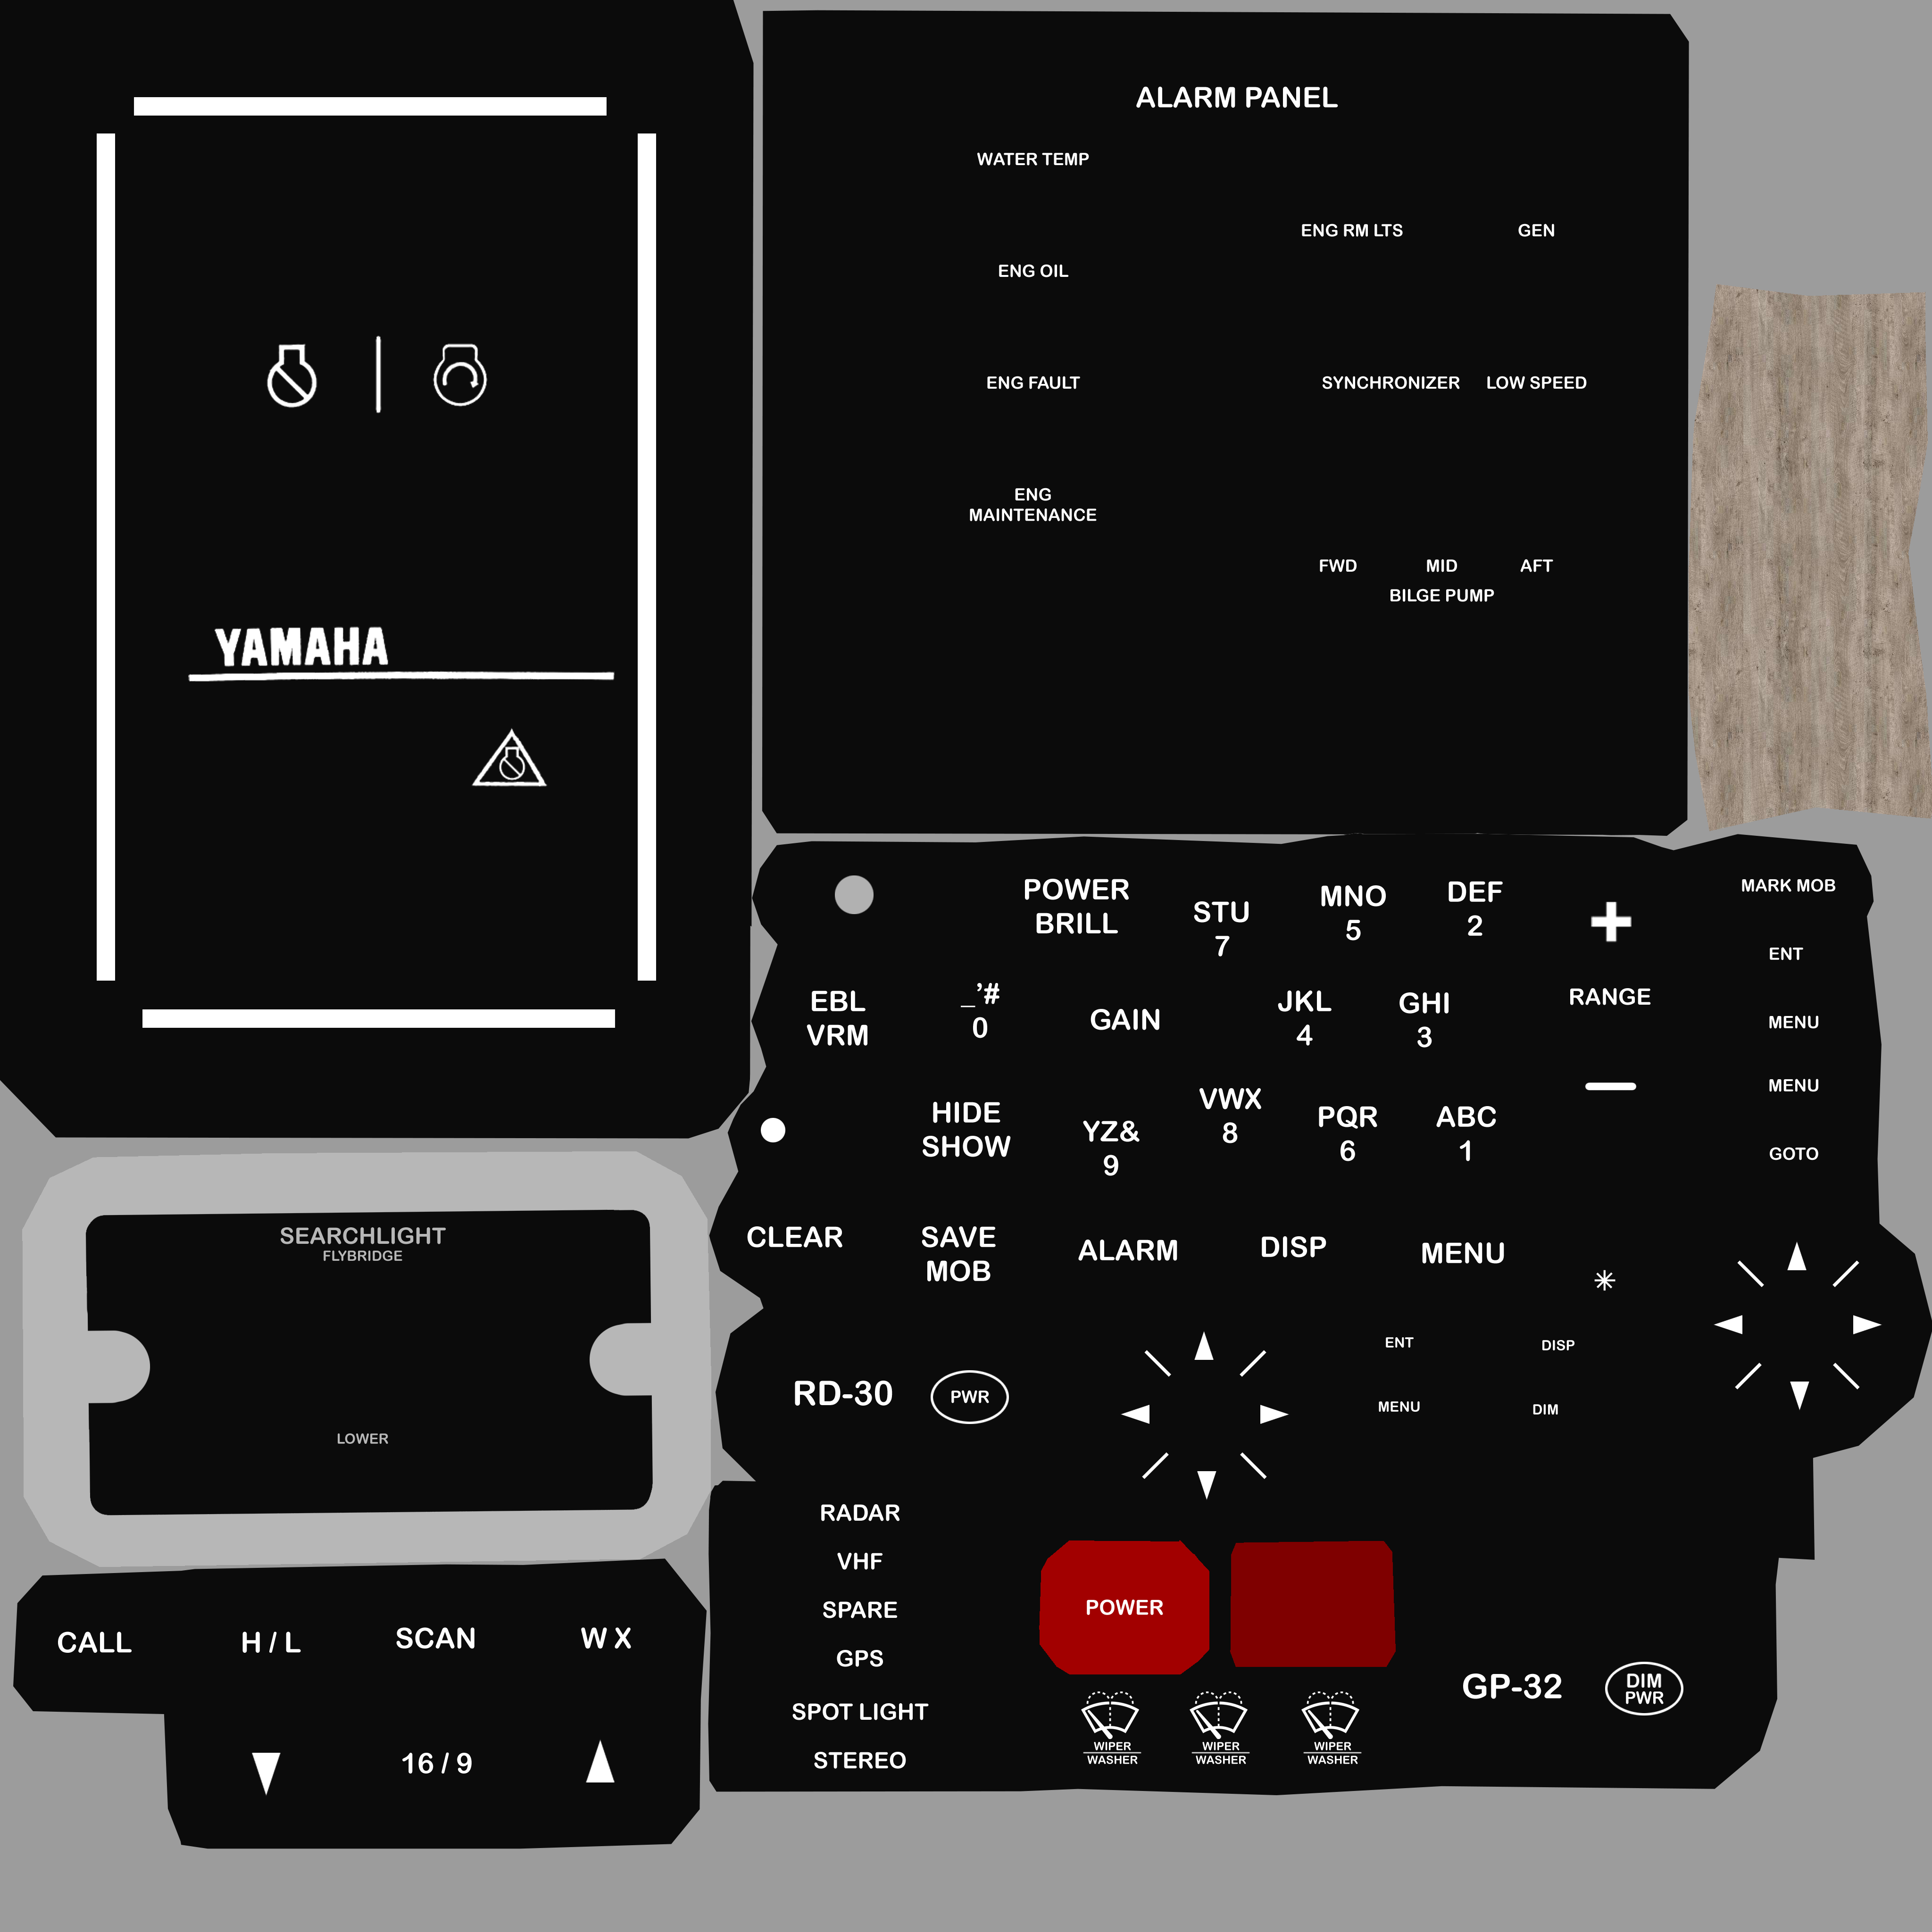 YAMAHA
ALARM PANEL
WATER TEMP
ENG RM LTS
GEN
ENG OIL
ENG FAULT
SYNCHRONIZER
LOW SPEED
ENG
MAINTENANCE
FWD
MID
AFT
BILGE PUMP
POWER
BRILL
STU
7
MNO
5
DEF
2
MARK MOB
ENT
EBL
VRM
_'#
0
GAIN
JKL
4
GHI
3
RANGE
MENU
MENU
HIDE
SHOW
YZ&
9
VWX
8
PQR
6
ABC
1
GOTO
CLEAR
SAVE
MOB
ALARM
DISP
MENU
RD-30
PWR
ENT
DISP
MENU
DIM
SEARCHLIGHT
FLYBRIDGE
LOWER
CALL
H / L
SCAN
W X
16 / 9
RADAR
VHF
SPARE
GPS
SPOT LIGHT
STEREO
POWER
WIPER
WASHER
WIPER
WASHER
WIPER
WASHER
GP-32
DIM
PWR